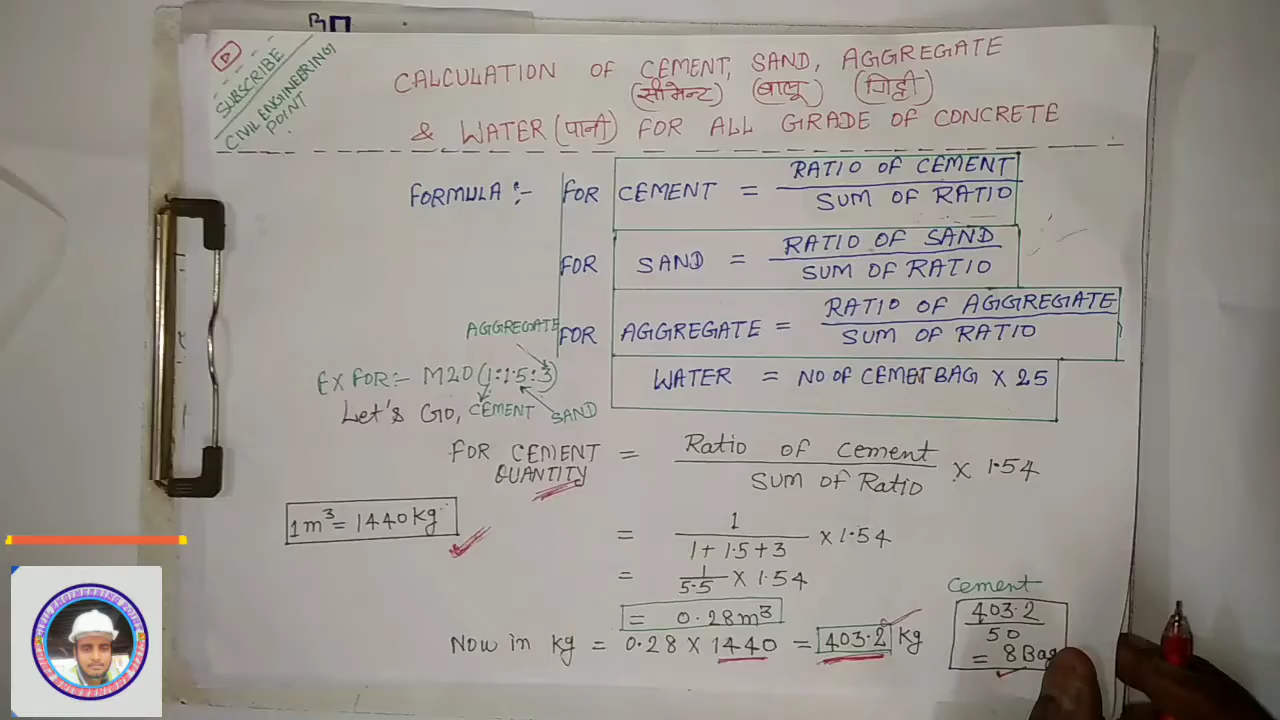 SUBSCRIBE
CIVIL ENGINEERING
POINT
CALCULATION OF CEMENT, SAND, AGGREGATE
(सीमेन्ट) (बालू) (गिट्टी)
& WATER (पानी) FOR ALL GRADE OF CONCRETE
FORMULA :- FOR CEMENT = RATIO OF CEMENT
SUM OF RATIO
FOR SAND = RATIO OF SAND
SUM OF RATIO
FOR AGGREGATE = RATIO OF AGGREGATE
SUM OF RATIO
WATER = NO OF CEMET BAG × 25
AGGREGATE
EX FOR:- M20 (1:1.5:3)
Let's GO, CEMENT SAND
FOR CEMENT = Ratio of cement × 1.54
QUANTITY SUM OF Ratio
1m³ = 1440 kg
= 1 × 1.54
1 + 1.5 + 3
= 1 × 1.54
5.5
= 0.28m³
Now in kg = 0.28 × 1440 = 403.2 kg
Cement
403.2
50
= 8 Bag
CIVIL ENGINEERING POINT